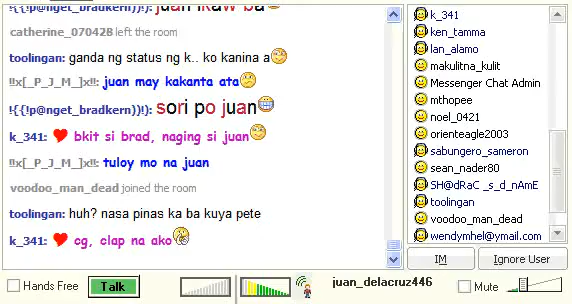 !{{!p@nget_bradkern))!): juan ikaw ba
catherine_070428 left the room
toolingan: ganda ng status ng k.. ko kanina a
!!x[_P_J_M_]x!!: juan may kakanta ata
!{{!p@nget_bradkern))!): sori po juan
k_341: bkit si brad, naging si juan
!!x[_P_J_M_]x!!: tuloy mo na juan
voodoo_man_dead joined the room
toolingan: huh? nasa pinas ka ba kuya pete
k_341: cg, clap na ako
k_341
ken_tamma
lan_alamo
makulitna_kulit
Messenger Chat Admin
mthopee
noel_0421
orienteagle2003
sabungero_sameron
sean_nader80
SH@dRaC _s_d_nAmE
toolingan
voodoo_man_dead
wendymhel@ymail.com
IM
Ignore User
Hands Free
Talk
juan_delacruz446
Mute